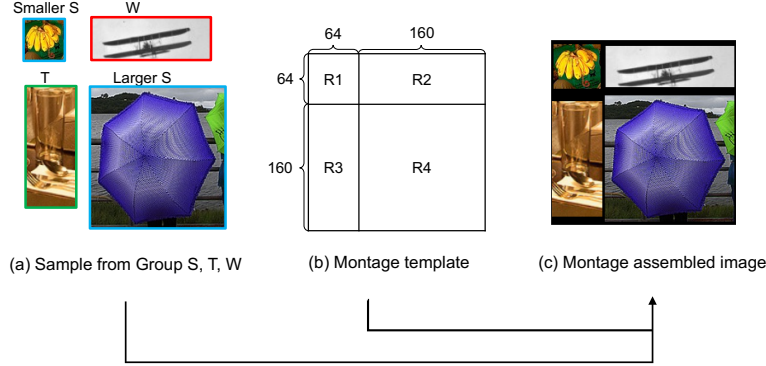 Smaller S
W
T
Larger S
64
160
64
R1
R2
160
R3
R4
(a) Sample from Group S, T, W
(b) Montage template
(c) Montage assembled image